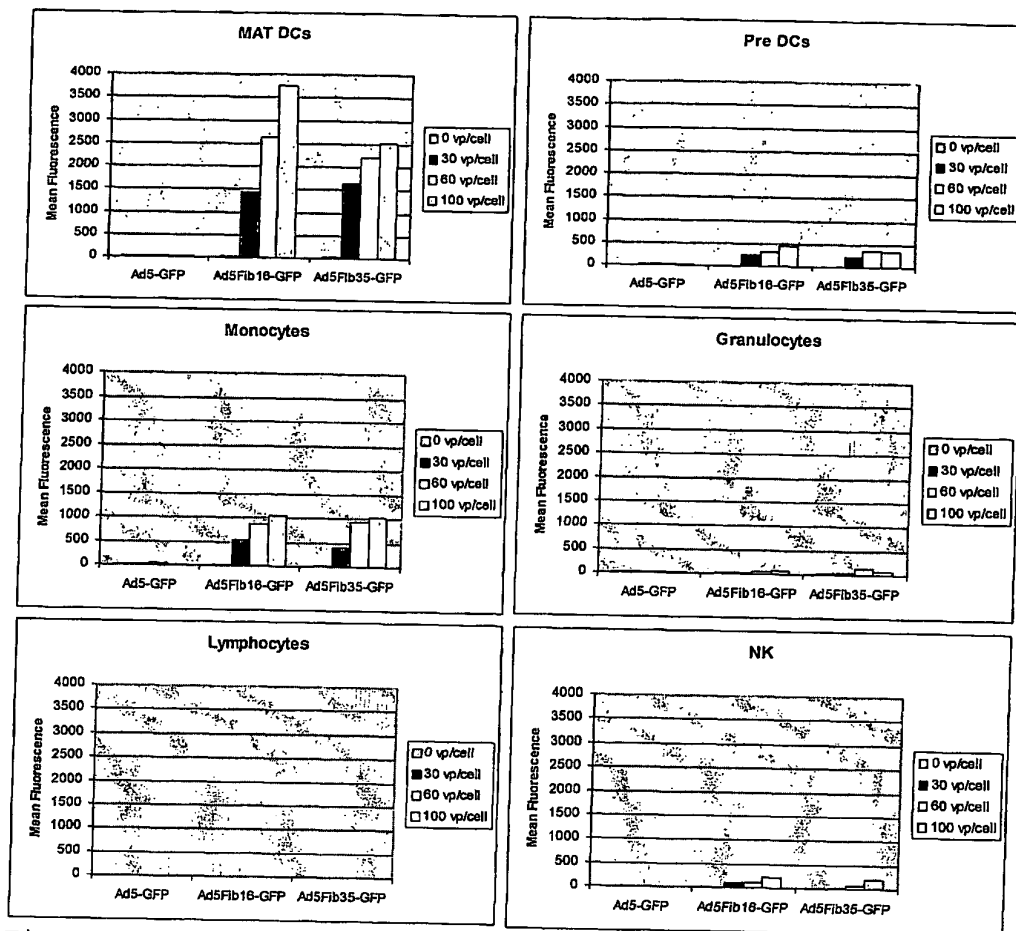 MAT DCs
Mean Fluorescence
4000
3500
3000
2500
2000
1500
1000
500
0
Ad5-GFP Ad5Fib16-GFP Ad5Fib35-GFP
0 vp/cell
30 vp/cell
60 vp/cell
100 vp/cell
Pre DCs
Mean Fluorescence
4000
3500
3000
2500
2000
1500
1000
500
0
Ad5-GFP Ad5Fib16-GFP Ad5Fib35-GFP
0 vp/cell
30 vp/cell
60 vp/cell
100 vp/cell
Monocytes
Mean Fluorescence
4000
3500
3000
2500
2000
1500
1000
500
0
Ad5-GFP Ad5Fib16-GFP Ad5Fib35-GFP
0 vp/cell
30 vp/cell
60 vp/cell
100 vp/cell
Granulocytes
Mean Fluorescence
4000
3500
3000
2500
2000
1500
1000
500
0
Ad5-GFP Ad5Fib16-GFP Ad5Fib35-GFP
0 vp/cell
30 vp/cell
60 vp/cell
100 vp/cell
Lymphocytes
Mean Fluorescence
4000
3500
3000
2500
2000
1500
1000
500
0
Ad5-GFP Ad5Fib16-GFP Ad5Fib35-GFP
0 vp/cell
30 vp/cell
60 vp/cell
100 vp/cell
NK
Mean Fluorescence
4000
3500
3000
2500
2000
1500
1000
500
0
Ad5-GFP Ad5Fib16-GFP Ad5Fib35-GFP
0 vp/cell
30 vp/cell
60 vp/cell
100 vp/cell